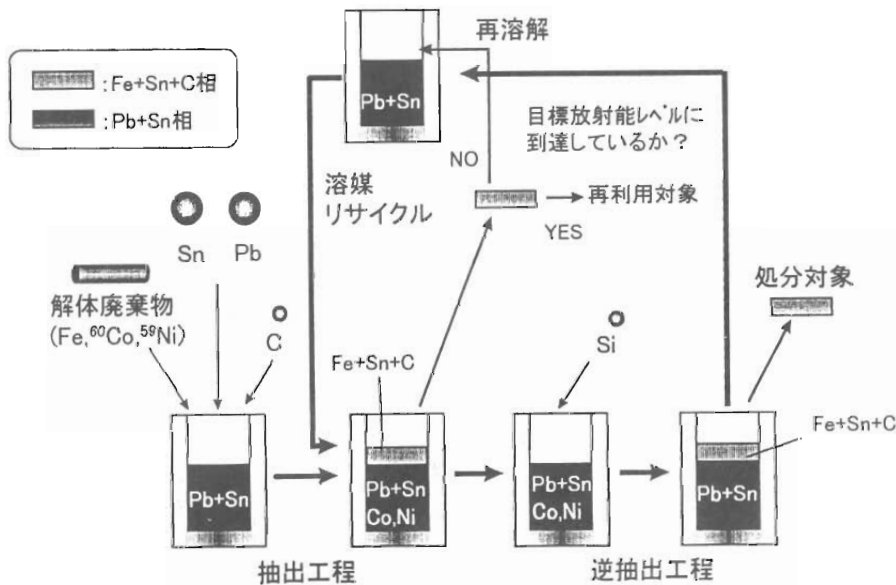 :Fe+Sn+C相
:Pb+Sn相
再溶解
Pb+Sn
目標放射能レベルに
到達しているか?
NO
溶媒
リサイクル
再利用対象
YES
Sn
Pb
解体廃棄物
(Fe,⁶⁰Co,⁵⁹Ni)
C
処分対象
Si
Fe+Sn+C
Fe+Sn+C
Pb+Sn
Pb+Sn
Co,Ni
Pb+Sn
Co,Ni
Pb+Sn
抽出工程
逆抽出工程